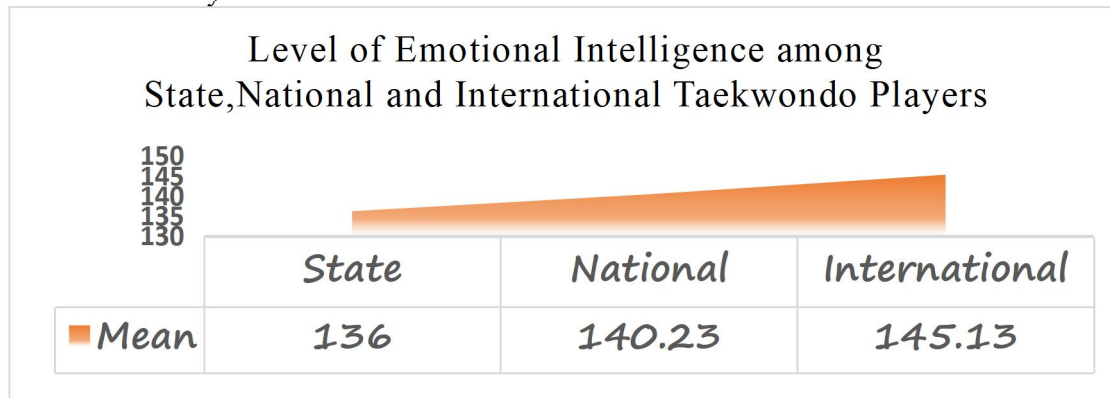 Level of Emotional Intelligence among
State,National and International Taekwondo Players
150
145
140
135
130
State National International
Mean 136 140.23 145.13